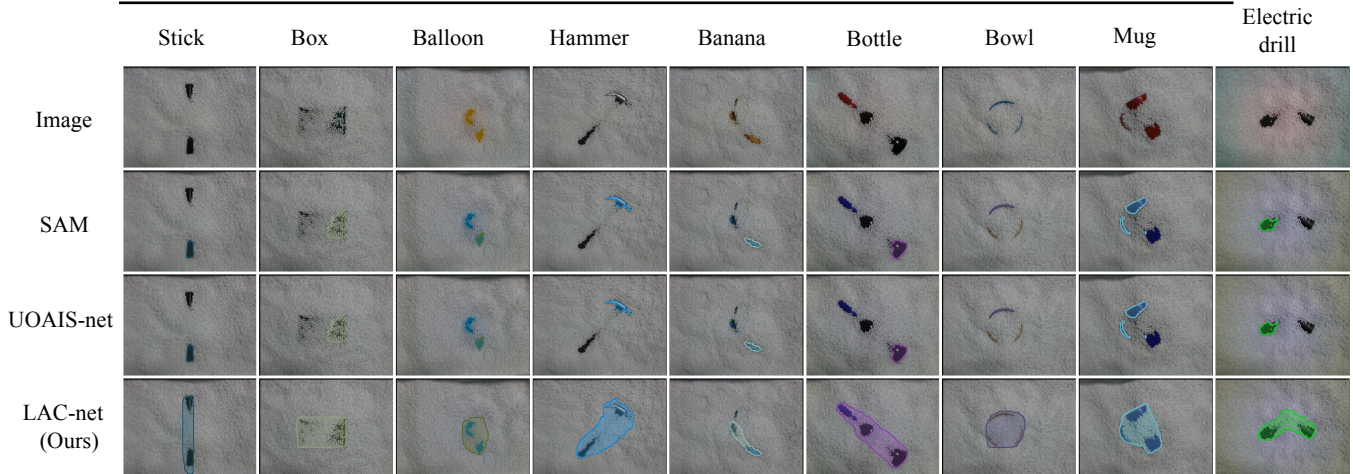 Stick Box Balloon Hammer Banana Bottle Bowl Mug Electric
drill
Image
SAM
UOAIS-net
LAC-net
(Ours)